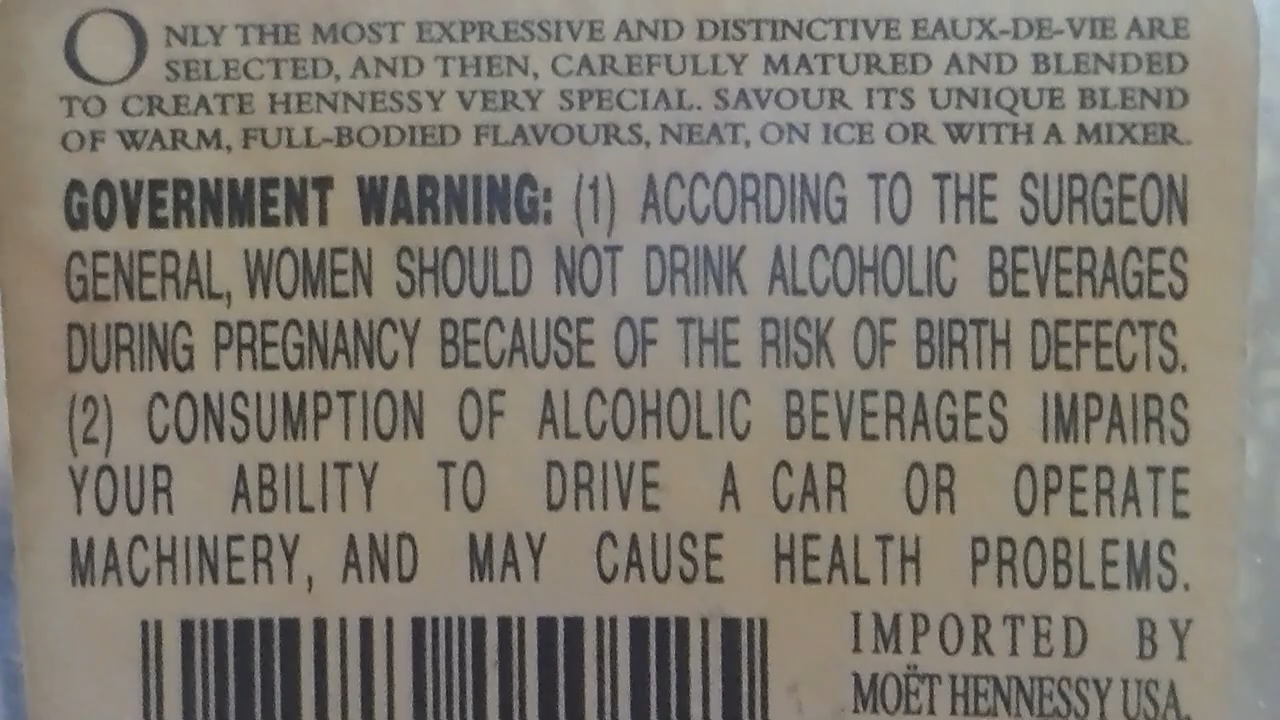 ONLY THE MOST EXPRESSIVE AND DISTINCTIVE EAUX-DE-VIE ARE
SELECTED, AND THEN, CAREFULLY MATURED AND BLENDED
TO CREATE HENNESSY VERY SPECIAL. SAVOUR ITS UNIQUE BLEND
OF WARM, FULL-BODIED FLAVOURS, NEAT, ON ICE OR WITH A MIXER.
GOVERNMENT WARNING: (1) ACCORDING TO THE SURGEON
GENERAL, WOMEN SHOULD NOT DRINK ALCOHOLIC BEVERAGES
DURING PREGNANCY BECAUSE OF THE RISK OF BIRTH DEFECTS.
(2) CONSUMPTION OF ALCOHOLIC BEVERAGES IMPAIRS
YOUR ABILITY TO DRIVE A CAR OR OPERATE
MACHINERY, AND MAY CAUSE HEALTH PROBLEMS.
IMPORTED BY
MOËT HENNESSY USA,